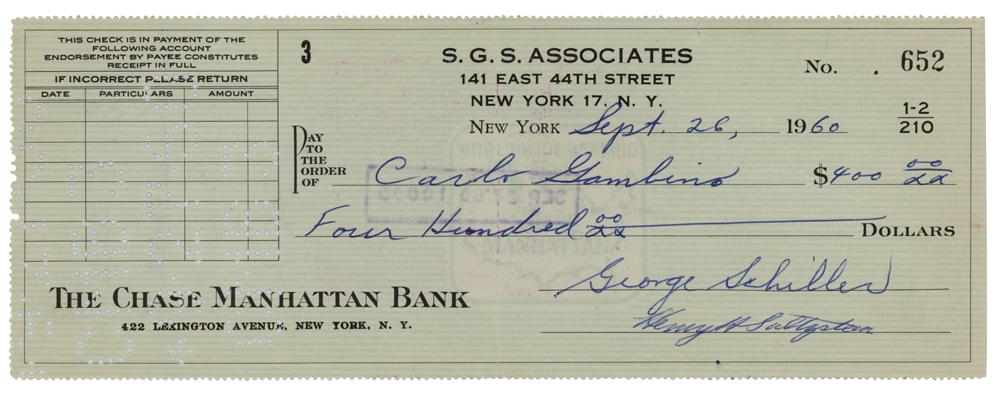 THIS CHECK IS IN PAYMENT OF THE
FOLLOWING ACCOUNT
ENDORSEMENT BY PAYEE CONSTITUTES
RECEIPT IN FULL
IF INCORRECT PLEASE RETURN
DATE PARTICULARS AMOUNT
3
S. G. S. ASSOCIATES
141 EAST 44TH STREET
NEW YORK 17, N. Y.
No. 652
NEW YORK Sept. 26, 1960
1-2
210
PAY
TO
THE
ORDER
OF
Carlo Gambino $400 00/xx
Four Hundred 00/xx DOLLARS
George Schiller
Henry H
THE CHASE MANHATTAN BANK
422 LEXINGTON AVENUE, NEW YORK, N. Y.